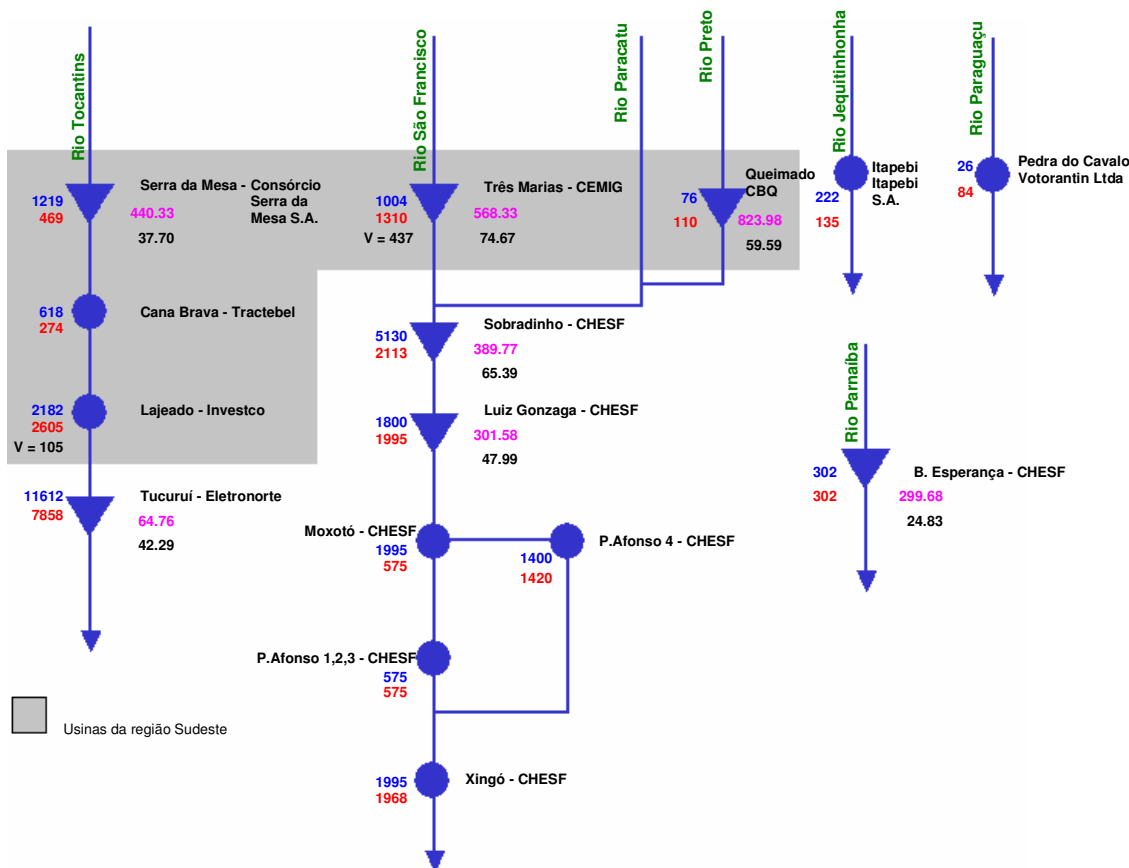 Rio Tocantins
Rio São Francisco
Rio Paracatu
Rio Preto
Rio Jequitinhonha
Rio Paraguaçu
Serra da Mesa - Consórcio
Serra da
Mesa S.A.
1219
469
440.33
37.70
Três Marias - CEMIG
1004
1310
V = 437
568.33
74.67
Queimado
CBQ
76
110
823.98
59.59
Itapebi
Itapebi
S.A.
222
135
Pedra do Cavalo
Votorantin Ltda
26
84
Cana Brava - Tractebel
618
274
Sobradinho - CHESF
5130
2113
389.77
65.39
Lajeado - Investco
2182
2605
V = 105
Luiz Gonzaga - CHESF
1800
1995
301.58
47.99
Rio Parnaíba
B. Esperança - CHESF
302
302
299.68
24.83
Tucuruí - Eletronorte
11612
7858
64.76
42.29
Moxotó - CHESF
1995
575
P.Afonso 4 - CHESF
1400
1420
P.Afonso 1,2,3 - CHESF
575
575
Usinas da região Sudeste
Xingó - CHESF
1995
1968